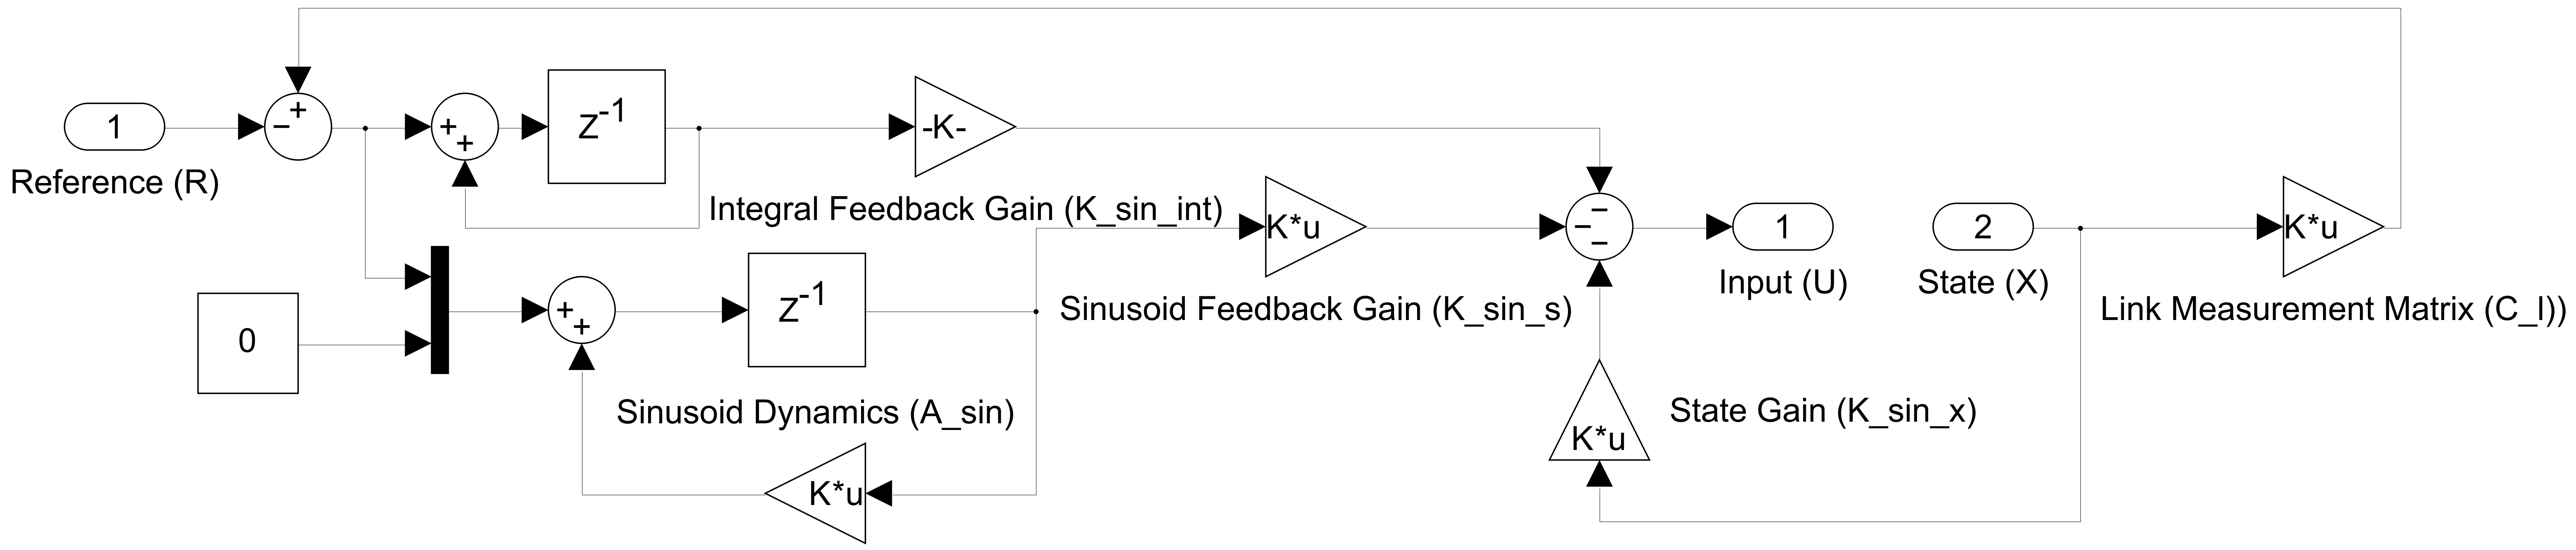 +
−
1
Reference (R)
+
+
Z-1
-K-
Integral Feedback Gain (K_sin_int)
K*u
Sinusoid Feedback Gain (K_sin_s)
−
−
−
1
Input (U)
2
State (X)
K*u
Link Measurement Matrix (C_l))
0
+
+
Z-1
Sinusoid Dynamics (A_sin)
K*u
K*u
State Gain (K_sin_x)